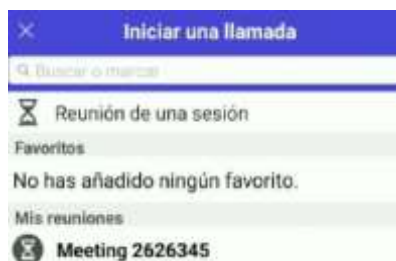 Iniciar una llamada
Buscar o marcar
Reunión de una sesión
Favoritos
No has añadido ningún favorito.
Mis reuniones
Meeting 2626345